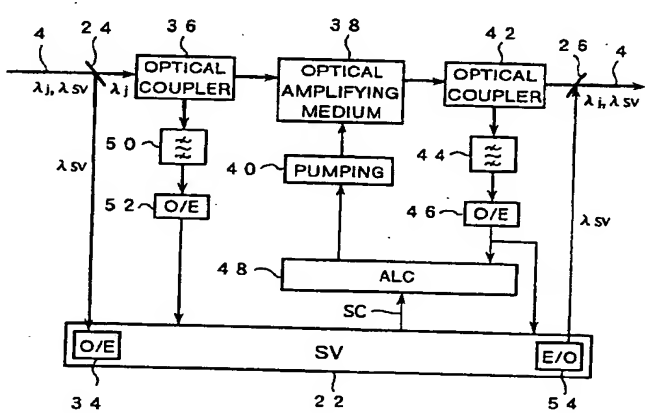 24 36 38 42 26
4 4
OPTICAL COUPLER
OPTICAL AMPLIFYING MEDIUM
OPTICAL COUPLER
λj, λSV λj λj, λSV
50
40 PUMPING
44
λSV
52 O/E
46 O/E
λSV
48 ALC
SC
O/E SV E/O
34 22 54